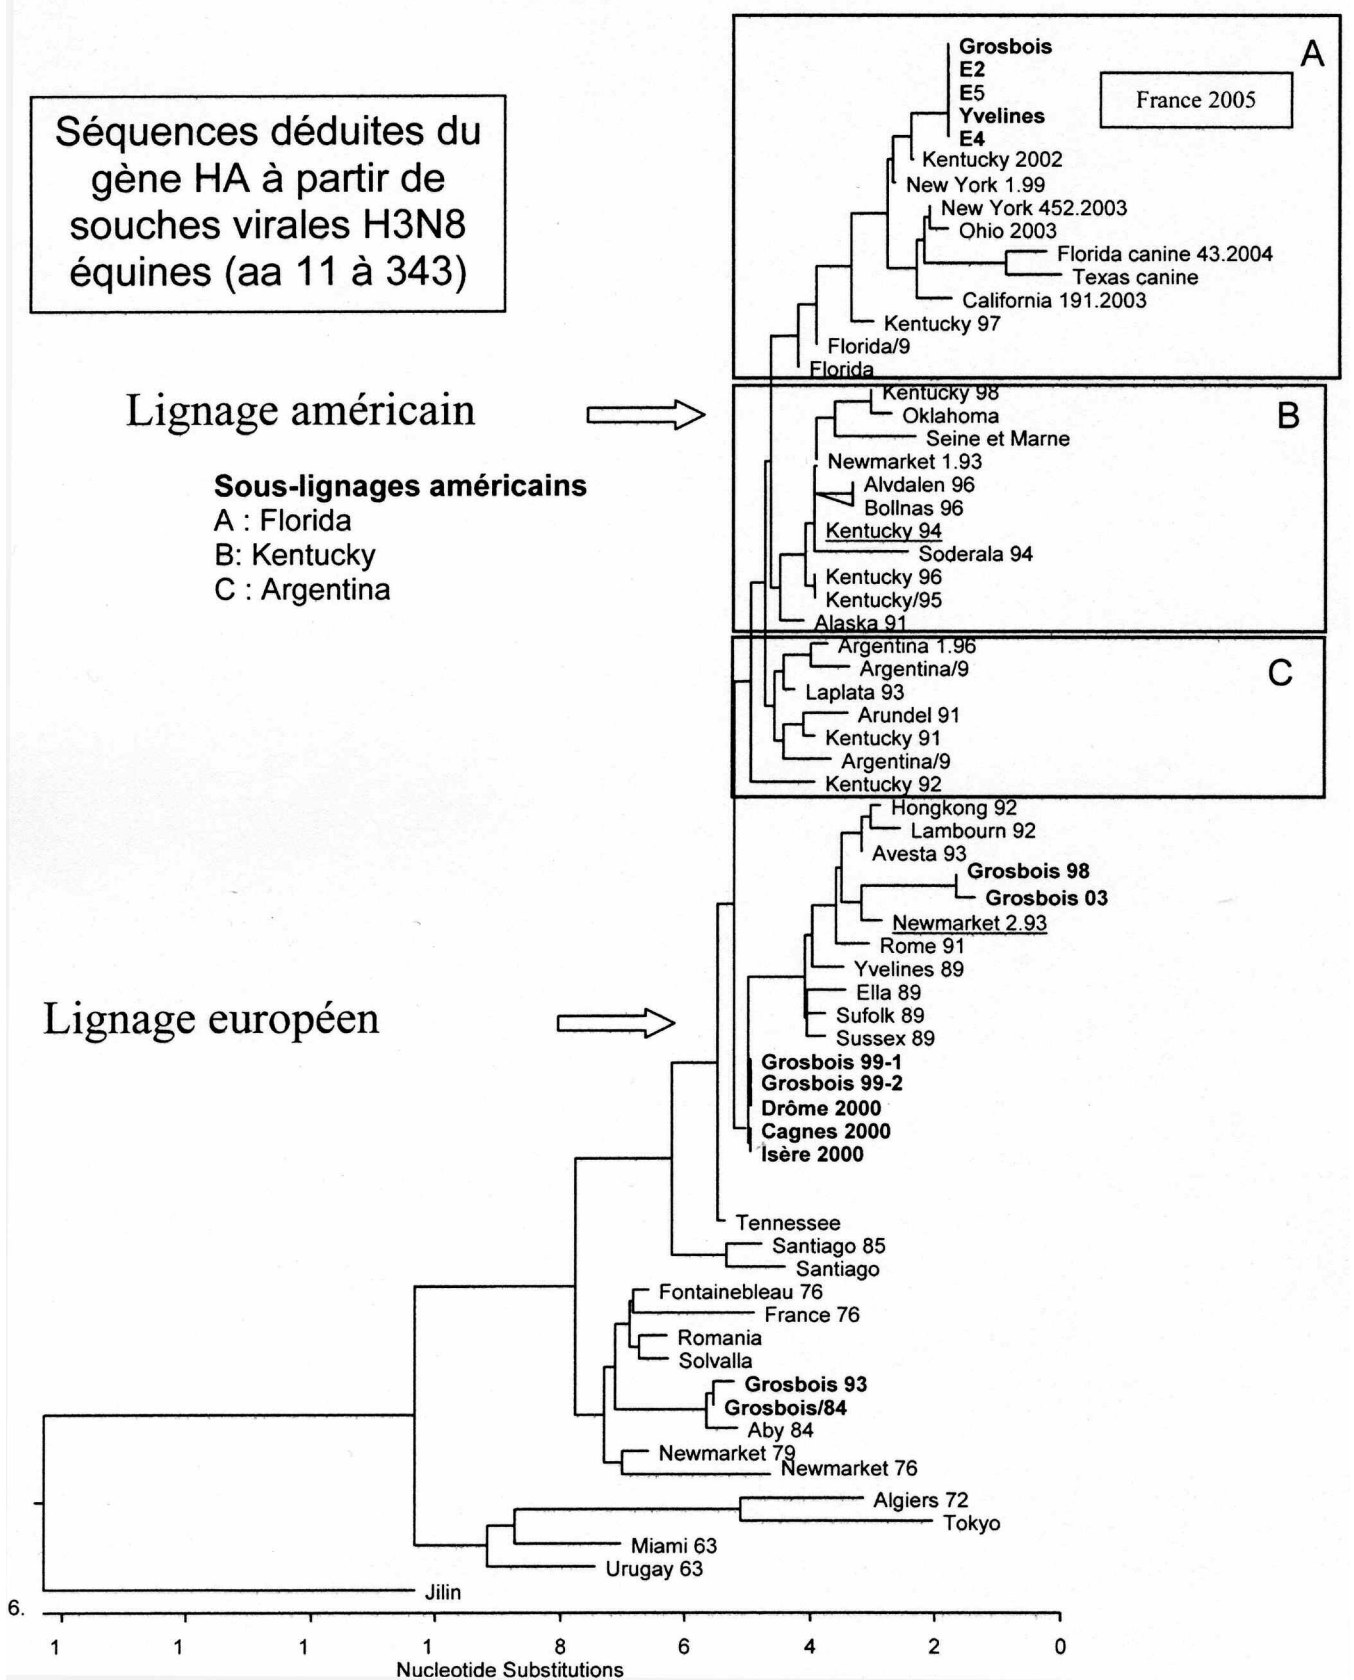 Séquences déduites du
gène HA à partir de
souches virales H3N8
équines (aa 11 à 343)
A
France 2005
Grosbois
E2
E5
Yvelines
E4
Kentucky 2002
New York 1.99
New York 452.2003
Ohio 2003
Florida canine 43.2004
Texas canine
California 191.2003
Kentucky 97
Florida/9
Florida
Lignage américain
Sous-lignages américains
A : Florida
B: Kentucky
C : Argentina
B
Kentucky 98
Oklahoma
Seine et Marne
Newmarket 1.93
Alvdalen 96
Bollnas 96
Kentucky 94
Soderala 94
Kentucky 96
Kentucky/95
Alaska 91
C
Argentina 1.96
Argentina/9
Laplata 93
Arundel 91
Kentucky 91
Argentina/9
Kentucky 92
Lignage européen
Hongkong 92
Lambourn 92
Avesta 93
Grosbois 98
Grosbois 03
Newmarket 2.93
Rome 91
Yvelines 89
Ella 89
Sufolk 89
Sussex 89
Grosbois 99-1
Grosbois 99-2
Drôme 2000
Cagnes 2000
Isère 2000
Tennessee
Santiago 85
Santiago
Fontainebleau 76
France 76
Romania
Solvalla
Grosbois 93
Grosbois/84
Aby 84
Newmarket 79
Newmarket 76
Algiers 72
Tokyo
Miami 63
Urugay 63
Jilin
6.
1 1 1 1 8 6 4 2 0
Nucleotide Substitutions